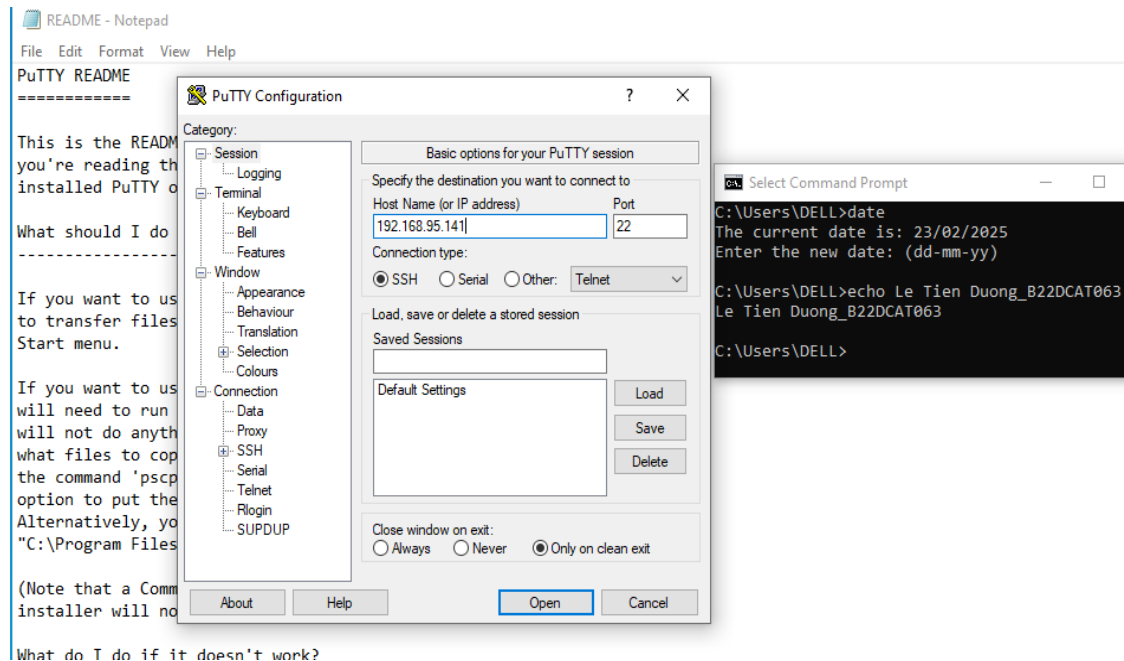 README - Notepad
File Edit Format View Help
PuTTY README
============
This is the READM
you're reading th
installed PuTTY o
What should I do
------------------
If you want to us
to transfer files
Start menu.
If you want to us
will need to run
will not do anyth
what files to cop
the command 'pscp
option to put the
Alternatively, yo
"C:\Program Files
(Note that a Comm
installer will no
What do I do if it doesn't work?
PuTTY Configuration
?
Category:
Session
Logging
Terminal
Keyboard
Bell
Features
Window
Appearance
Behaviour
Translation
Selection
Colours
Connection
Data
Proxy
SSH
Serial
Telnet
Rlogin
SUPDUP
Basic options for your PuTTY session
Specify the destination you want to connect to
Host Name (or IP address) Port
192.168.95.141 22
Connection type:
SSH Serial Other: Telnet
Load, save or delete a stored session
Saved Sessions
Default Settings
Load
Save
Delete
Close window on exit:
Always Never Only on clean exit
About Help Open Cancel
Select Command Prompt
C:\Users\DELL>date
The current date is: 23/02/2025
Enter the new date: (dd-mm-yy)
C:\Users\DELL>echo Le Tien Duong_B22DCAT063
Le Tien Duong_B22DCAT063
C:\Users\DELL>